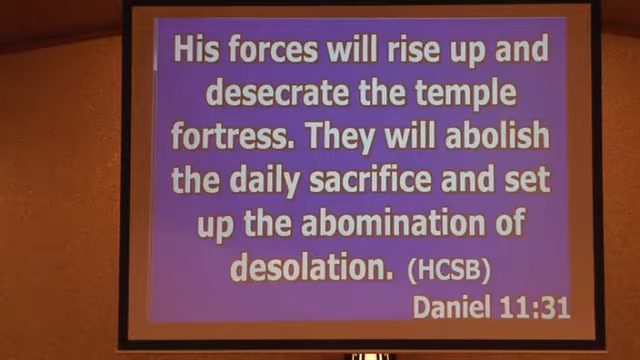 His forces will rise up and
desecrate the temple
fortress. They will abolish
the daily sacrifice and set
up the abomination of
desolation. (HCSB)
Daniel 11:31